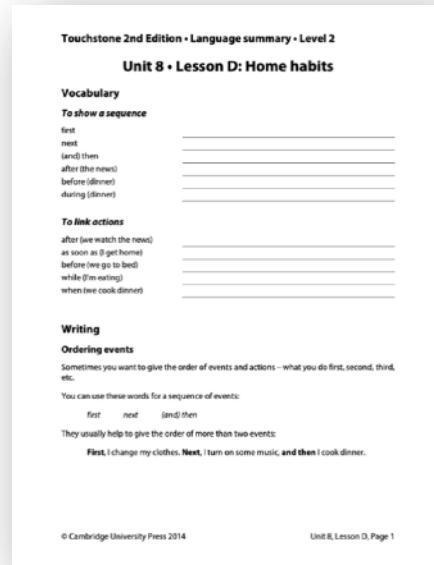 Touchstone 2nd Edition • Language summary • Level 2
Unit 8 • Lesson D: Home habits
Vocabulary
To show a sequence
first
next
(and) then
after (the news)
before (dinner)
during (dinner)
To link actions
after (we watch the news)
as soon as (I get home)
before (we go to bed)
while (I'm eating)
when (we cook dinner)
Writing
Ordering events
Sometimes you want to give the order of events and actions – what you do first, second, third,
etc.
You can use these words for a sequence of events:
first next (and) then
They usually help to give the order of more than two events:
First, I change my clothes. Next, I turn on some music, and then I cook dinner.
© Cambridge University Press 2014 Unit 8, Lesson D, Page 1